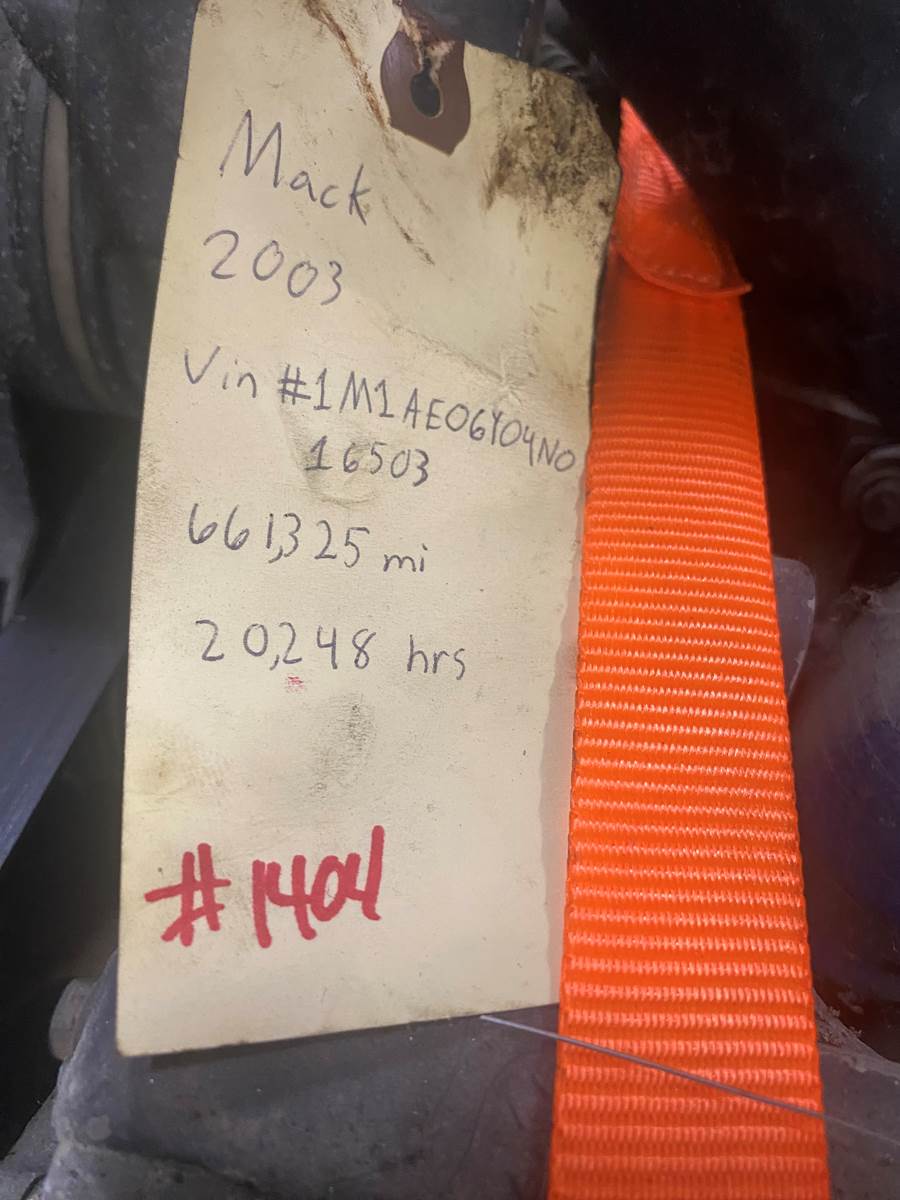 Mack
2003
Vin #1M1AE06Y04N0
16503
661,325 mi
20,248 hrs
#1404